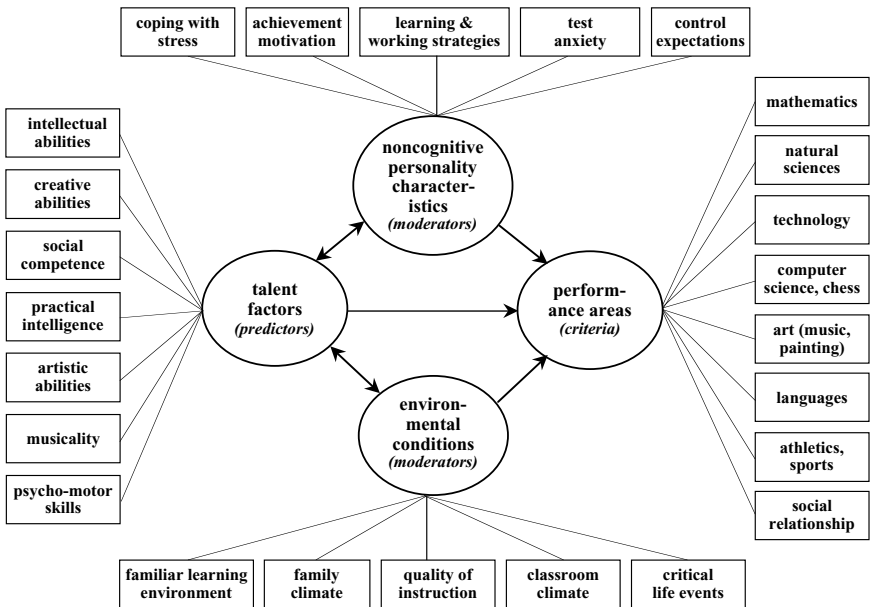 coping with
stress
achievement
motivation
learning &
working strategies
test
anxiety
control
expectations
intellectual
abilities
creative
abilities
social
competence
practical
intelligence
artistic
abilities
musicality
psycho-motor
skills
noncognitive
personality
character-
istics
(moderators)
talent
factors
(predictors)
perform-
ance areas
(criteria)
environ-
mental
conditions
(moderators)
mathematics
natural
sciences
technology
computer
science, chess
art (music,
painting)
languages
athletics,
sports
social
relationship
familiar learning
environment
family
climate
quality of
instruction
classroom
climate
critical
life events